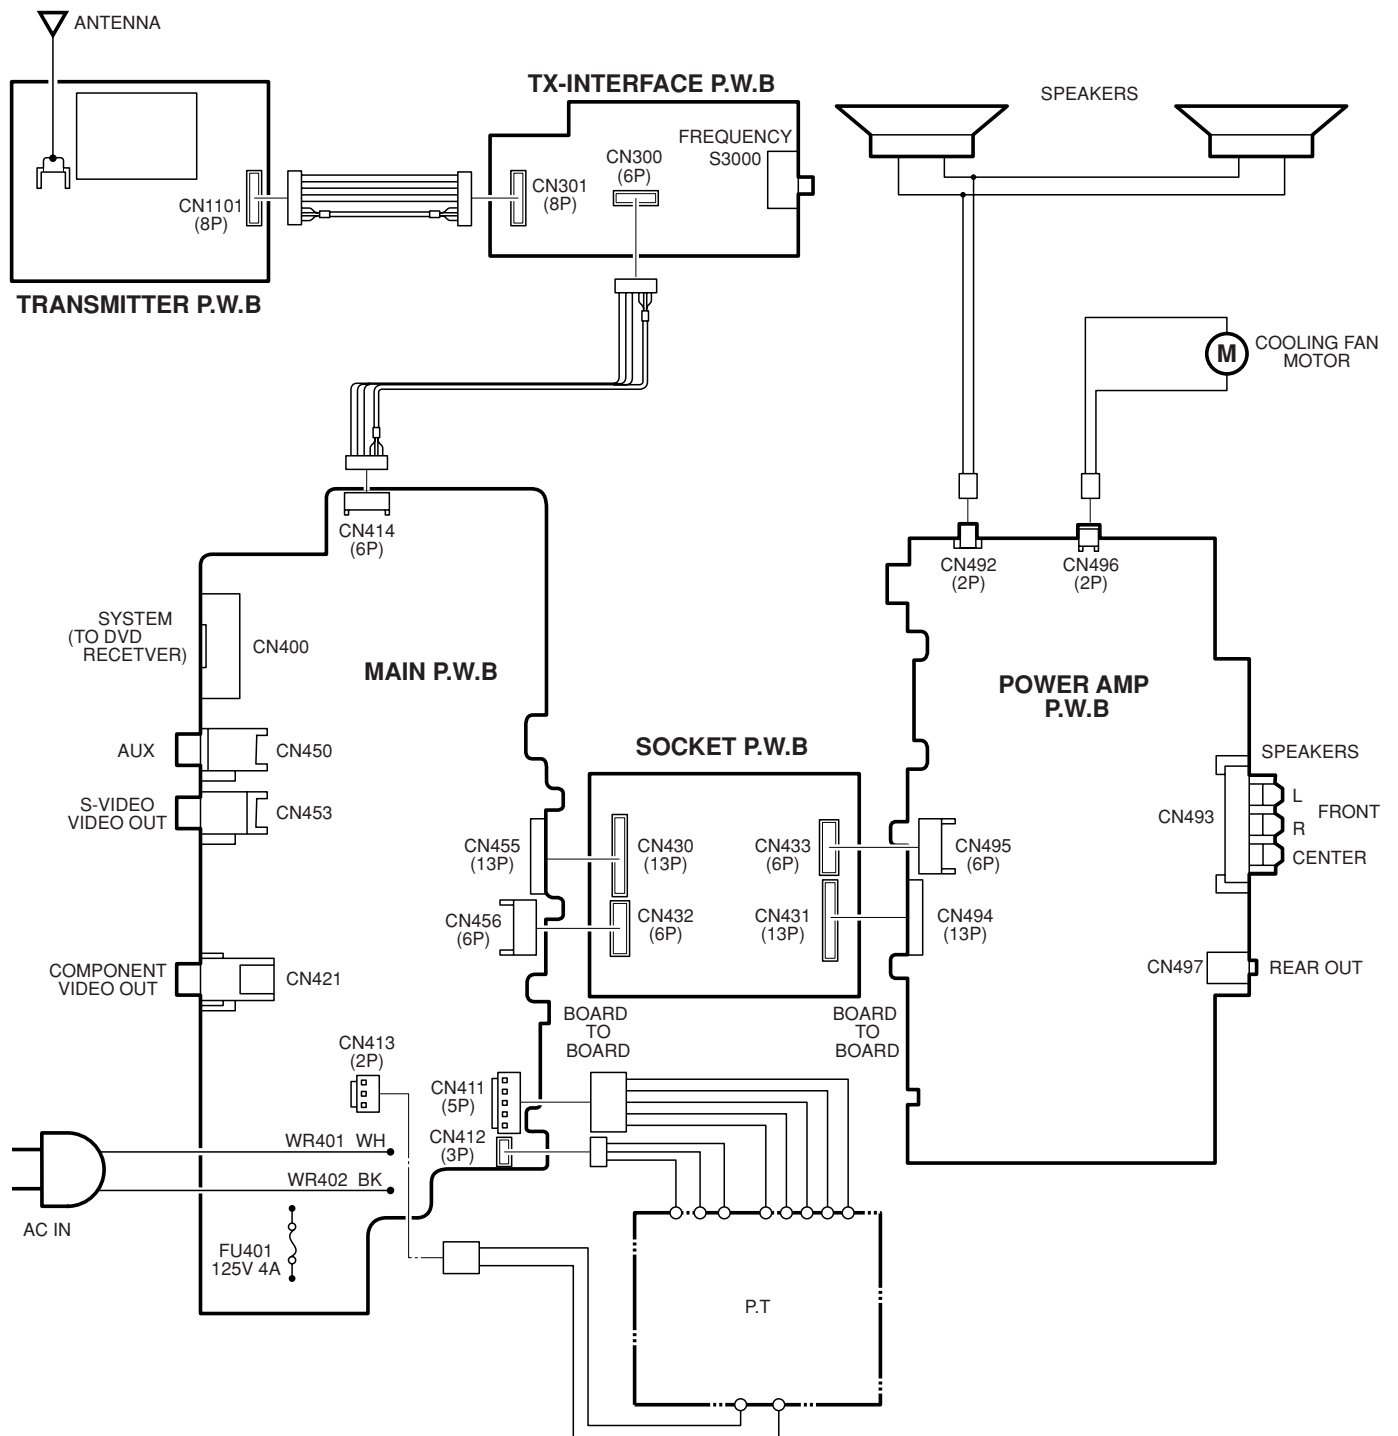 ANTENNA
TX-INTERFACE P.W.B
SPEAKERS
FREQUENCY
S3000
CN300
(6P)
CN301
(8P)
CN1101
(8P)
TRANSMITTER P.W.B
M
COOLING FAN
MOTOR
CN414
(6P)
CN492
(2P)
CN496
(2P)
SYSTEM
(TO DVD
RECETVER)
CN400
MAIN P.W.B
POWER AMP
P.W.B
SOCKET P.W.B
AUX
CN450
SPEAKERS
S-VIDEO
VIDEO OUT
CN453
L
R
FRONT
CENTER
CN493
CN455
(13P)
CN430
(13P)
CN433
(6P)
CN495
(6P)
CN456
(6P)
CN432
(6P)
CN431
(13P)
CN494
(13P)
COMPONENT
VIDEO OUT
CN421
CN497
REAR OUT
BOARD
TO
BOARD
BOARD
TO
BOARD
CN413
(2P)
CN411
(5P)
CN412
(3P)
WR401 WH
WR402 BK
AC IN
FU401
125V 4A
P.T